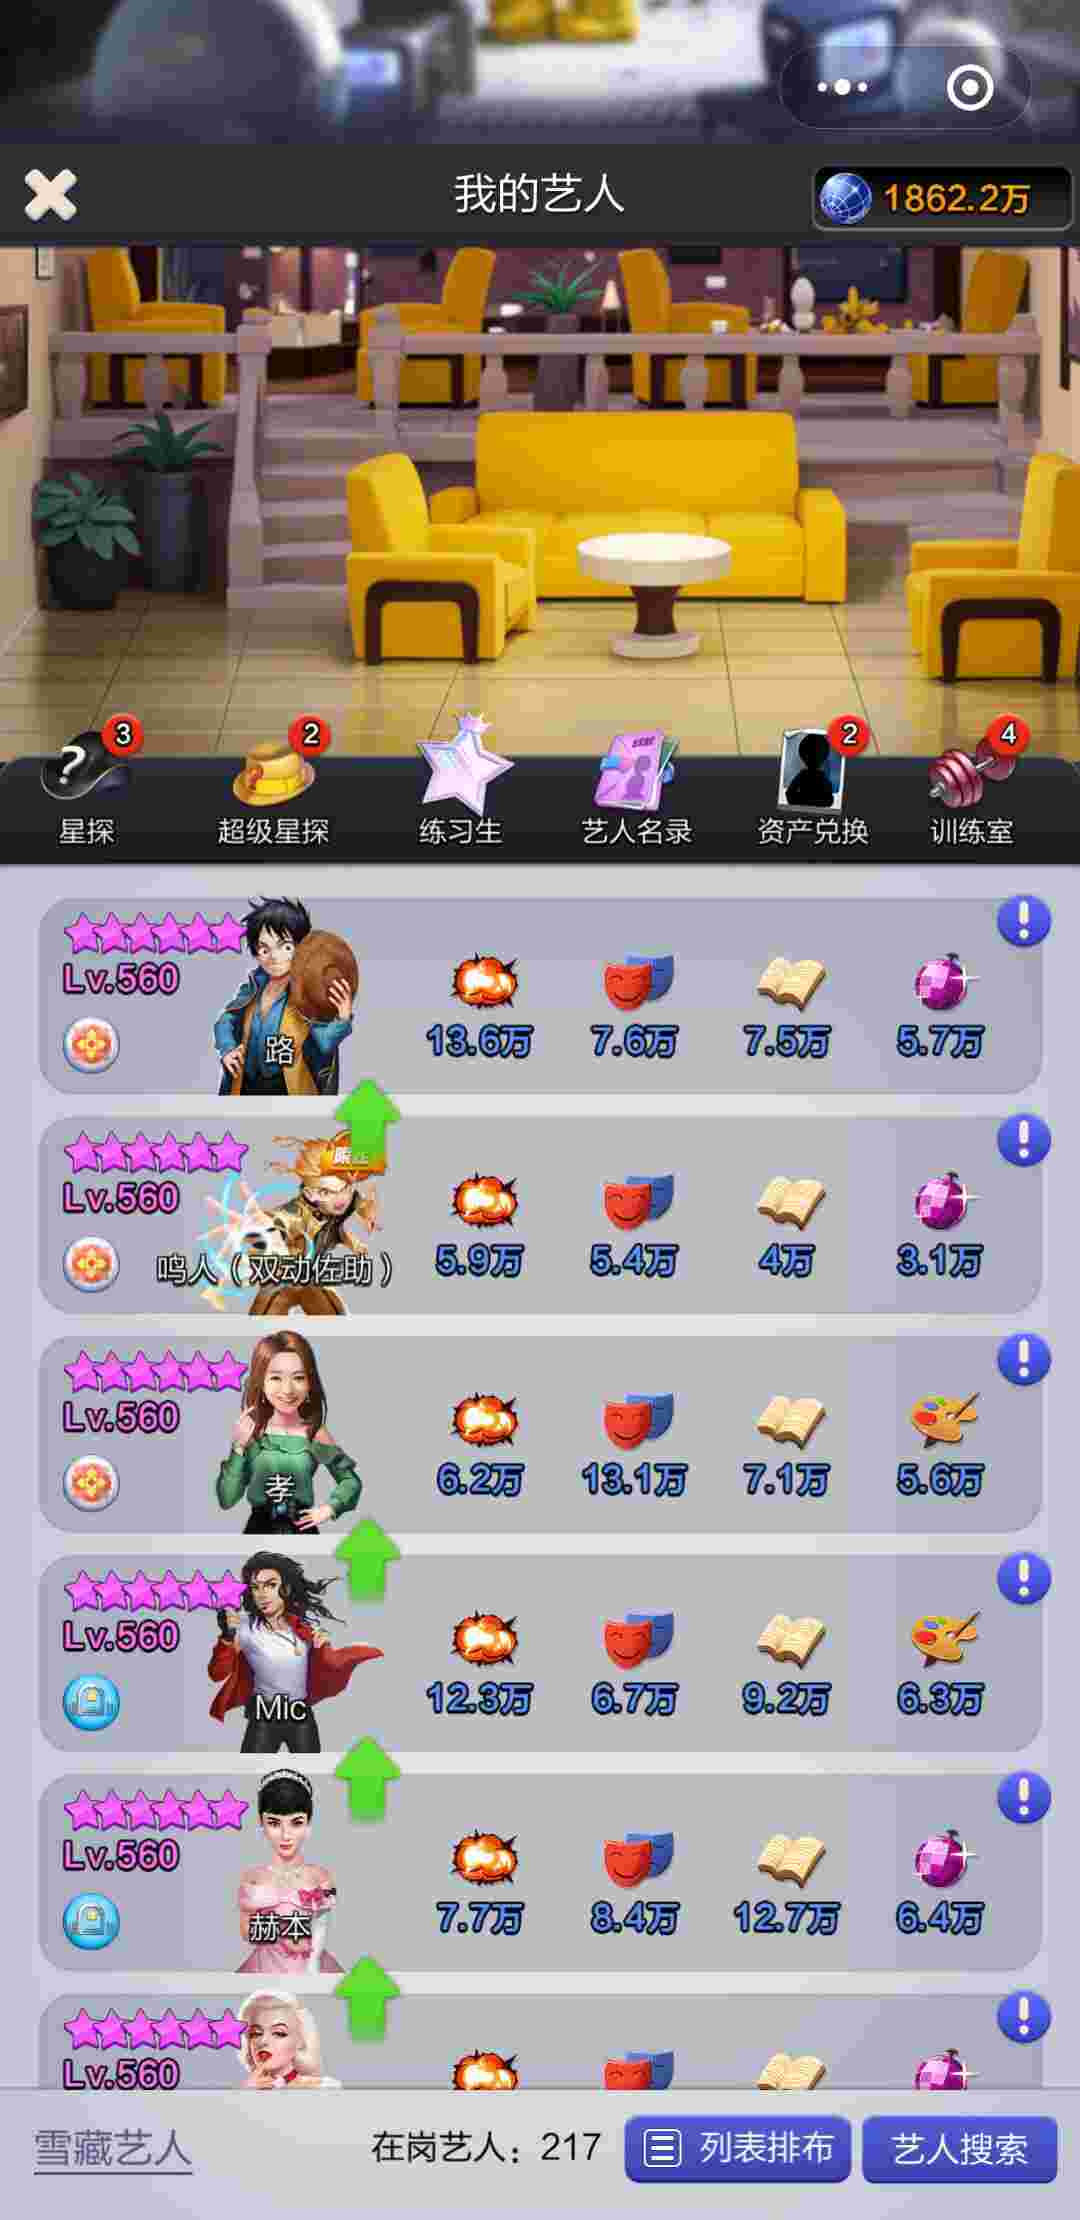 我的艺人
1862.2万
3
2
2
4
?
星探
超级星探
练习生
艺人名录
资产兑换
训练室
Lv.560
路
13.6万
7.6万
7.5万
5.7万
Lv.560
鸣人（双动佐助）
5.9万
5.4万
4万
3.1万
Lv.560
孝
6.2万
13.1万
7.1万
5.6万
Lv.560
Mic
12.3万
6.7万
9.2万
6.3万
Lv.560
赫本
7.7万
8.4万
12.7万
6.4万
Lv.560
雪藏艺人
在岗艺人：217
列表排布
艺人搜索